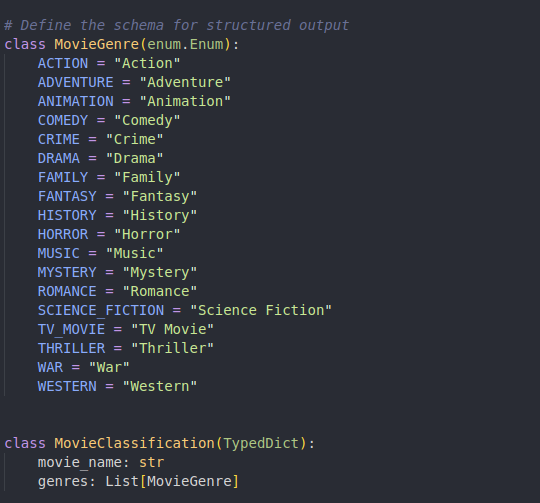 # Define the schema for structured output
class MovieGenre(enum.Enum):
    ACTION = "Action"
    ADVENTURE = "Adventure"
    ANIMATION = "Animation"
    COMEDY = "Comedy"
    CRIME = "Crime"
    DRAMA = "Drama"
    FAMILY = "Family"
    FANTASY = "Fantasy"
    HISTORY = "History"
    HORROR = "Horror"
    MUSIC = "Music"
    MYSTERY = "Mystery"
    ROMANCE = "Romance"
    SCIENCE_FICTION = "Science Fiction"
    TV_MOVIE = "TV Movie"
    THRILLER = "Thriller"
    WAR = "War"
    WESTERN = "Western"
class MovieClassification(TypedDict):
    movie_name: str
    genres: List[MovieGenre]